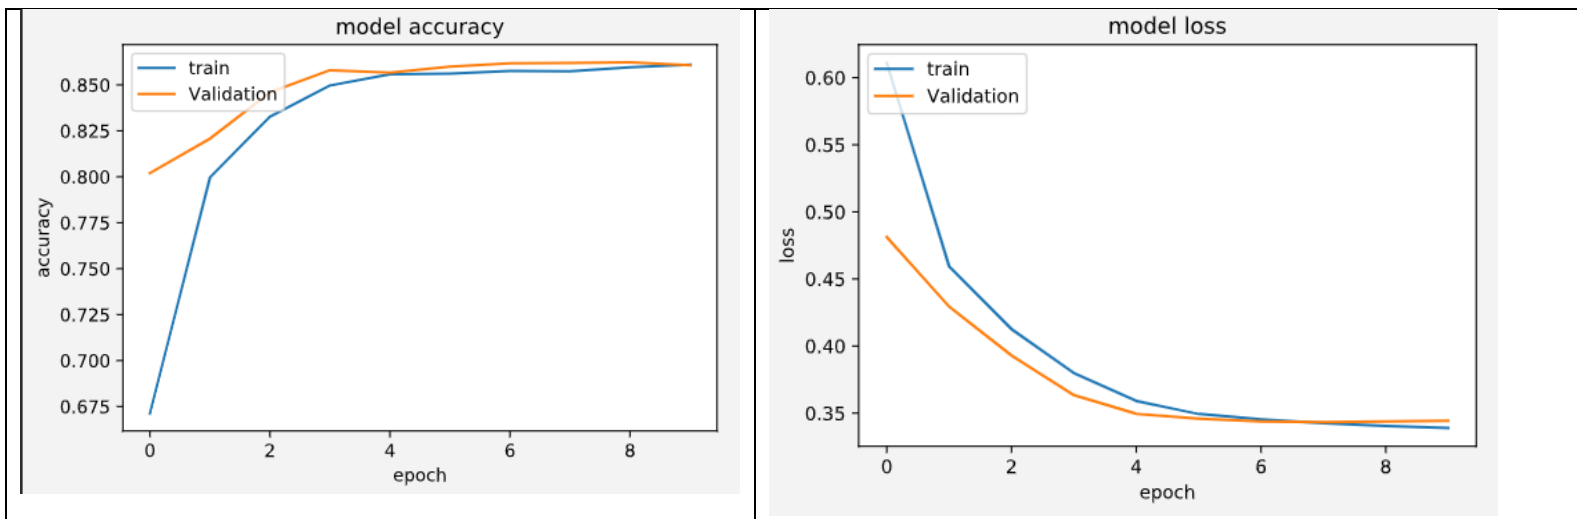 model accuracy
train
Validation
0.850
0.825
0.800
0.775
0.750
0.725
0.700
0.675
accuracy
0 2 4 6 8
epoch
model loss
train
Validation
0.60
0.55
0.50
0.45
0.40
0.35
loss
0 2 4 6 8
epoch